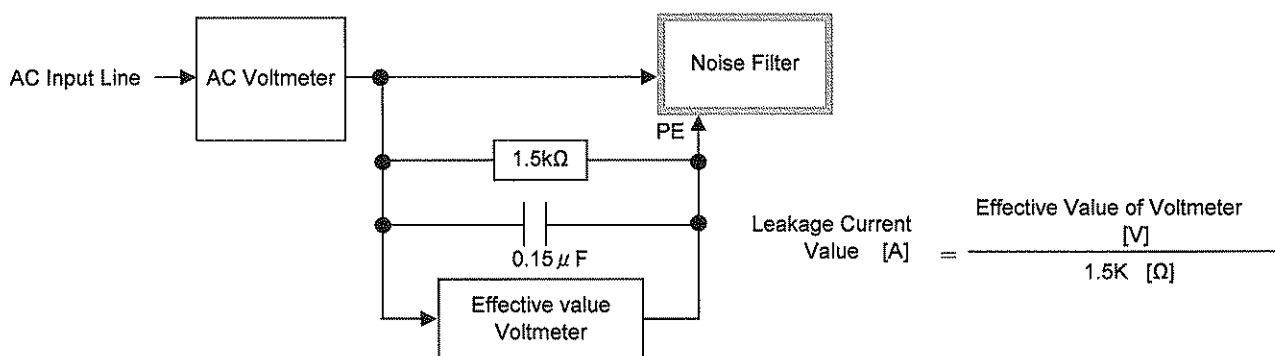 AC Input Line
AC Voltmeter
Noise Filter
PE
1.5kΩ
0.15μF
Effective value
Voltmeter
Leakage Current
Value [A]
=
Effective Value of Voltmeter
[V]
1.5K [Ω]